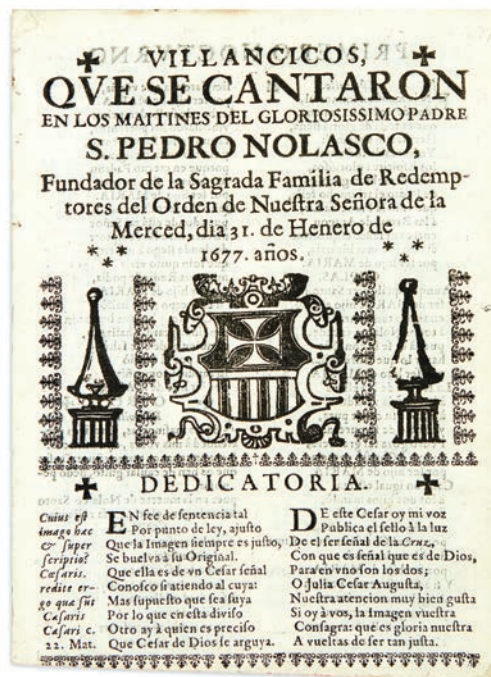 VILLANCICOS,
QVE SE CANTARON
EN LOS MAITINES DEL GLORIOSISSIMO PADRE
S. PEDRO NOLASCO,
Fundador de la Sagrada Familia de Redemp-
tores del Orden de Nuestra Señora de la
Merced, dia 31. de Henero de
1677. años.
DEDICATORIA.
Cuius est
imago hæc
& super
scriptio?
Cæsaris.
redite er-
go quæ sũt
Cæsaris
Cæsari c.
22. Mat.
EN fee de sentencia tal
Por punto de ley, ajusto
Que la Imagen siempre es justo,
Se buelva à su Original.
Que ella es de vn Cesar señal
Conosco si atiendo al cuya:
Mas supuesto que sea suya
Por lo que en esta diviso
Otro ay à quien es preciso
Que Cesar de Dios se arguya.
DE este Cesar oy mi voz
Publica el sello à la luz
De el ser señal de la Cruz,
Con que es señal que es de Dios,
Para en vno son los dos;
O Julia Cesar Augusta,
Nuestra atencion muy bien gusta
Si oy à vos, la Imagen vuestra
Consagra: que es gloria nuestra
A vueltas de ser tan justa.